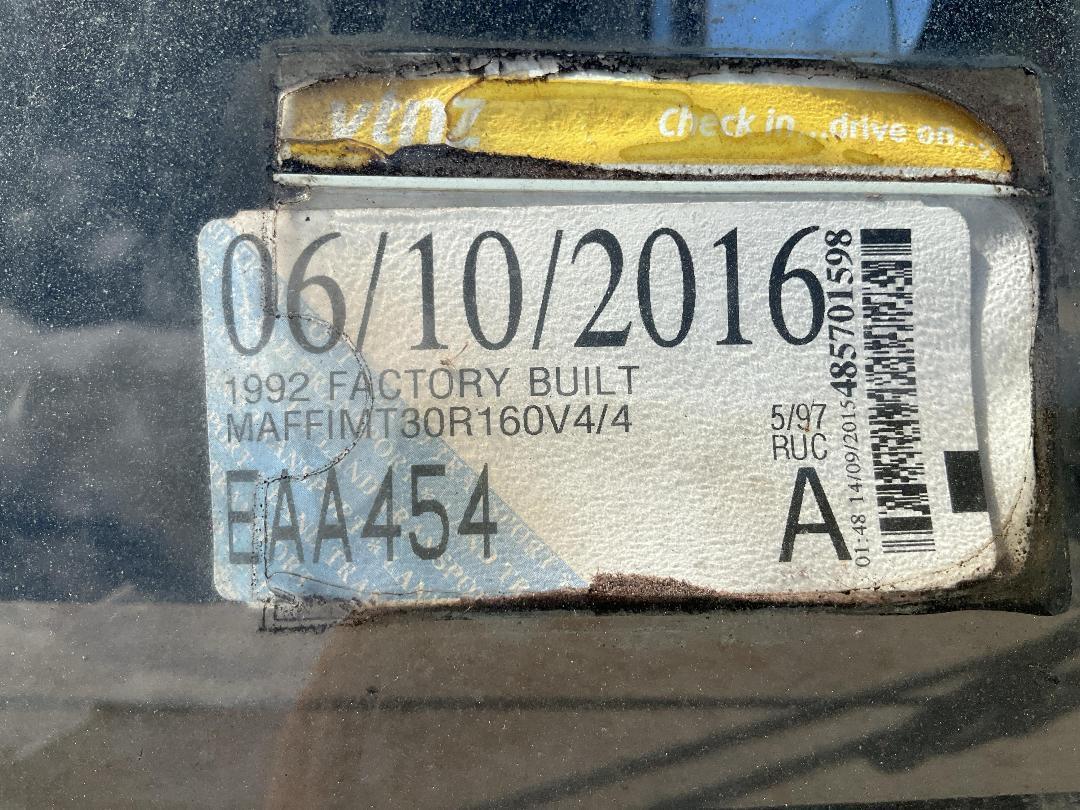 vtnz
Check in...drive on...
06/10/2016
1992 FACTORY BUILT
MAFFIMT30R160V4/4
5/97
RUC
EAA454
A
01:48 14/09/2015 485701598